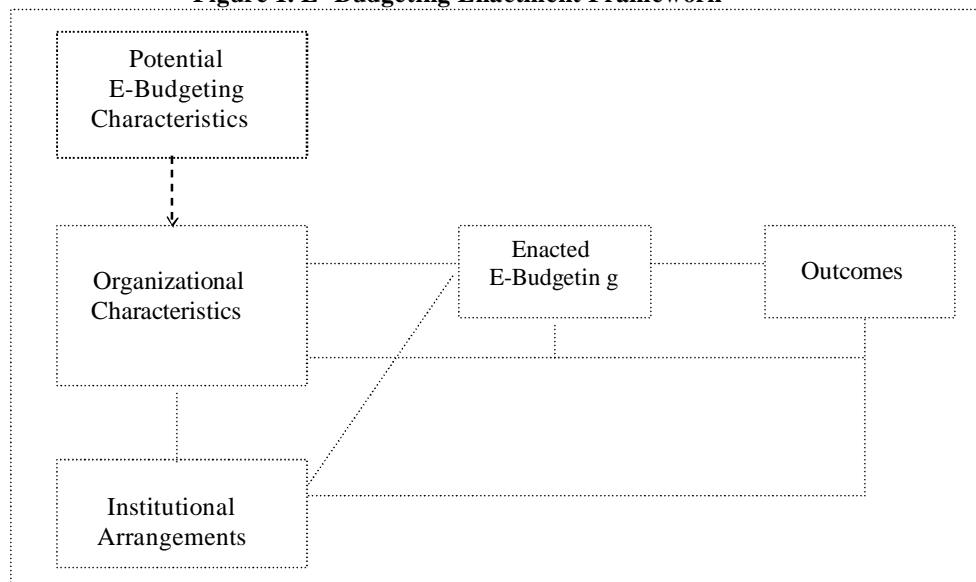 Figure 1. E- Budgeting Enactment Framework
Potential
E-Budgeting
Characteristics
Organizational
Characteristics
Enacted
E-Budgetin g
Outcomes
Institutional
Arrangements